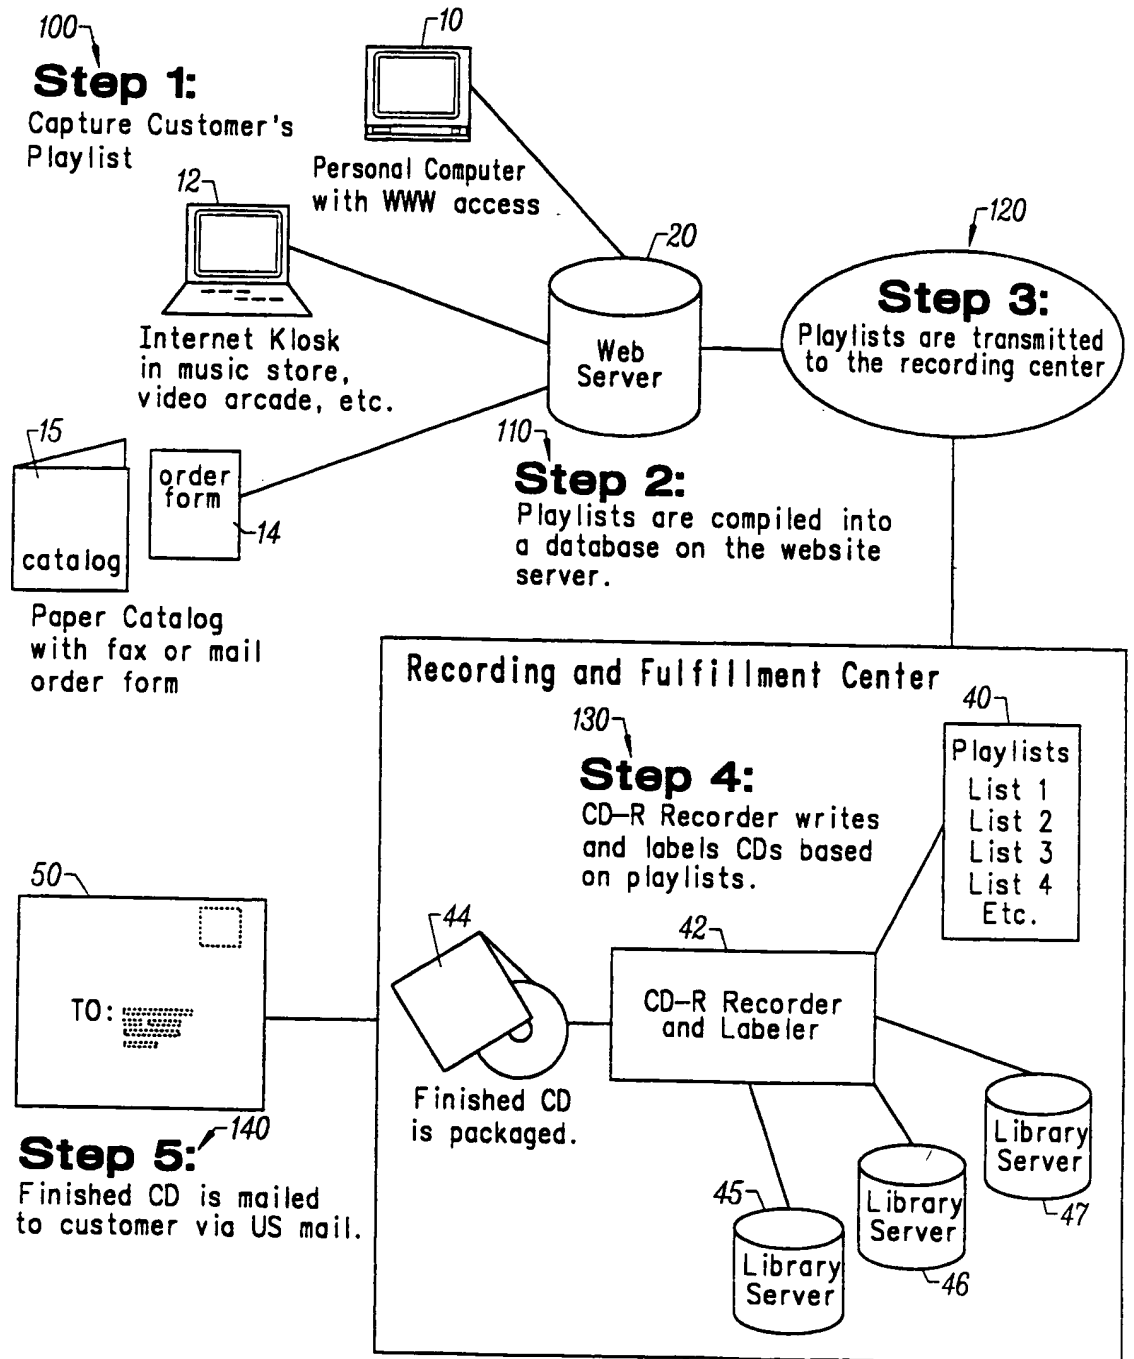 100
Step 1:
Capture Customer's
Playlist
10
Personal Computer
with WWW access
12
Internet Kiosk
in music store,
video arcade, etc.
15
catalog
order
form
14
Paper Catalog
with fax or mail
order form
20
Web
Server
110
Step 2:
Playlists are compiled into
a database on the website
server.
120
Step 3:
Playlists are transmitted
to the recording center
Recording and Fulfillment Center
130
Step 4:
CD-R Recorder writes
and labels CDs based
on playlists.
40
Playlists
List 1
List 2
List 3
List 4
Etc.
42
CD-R Recorder
and Labeler
44
Finished CD
is packaged.
45
Library
Server
Library
Server
46
Library
Server
47
50
TO:
Step 5:
140
Finished CD is mailed
to customer via US mail.